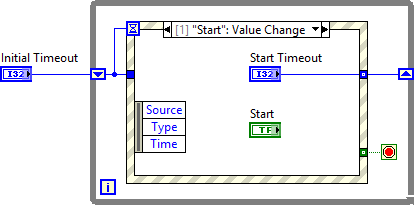 [1] "Start": Value Change
Initial Timeout
I32
Start Timeout
I32
Source
Type
Time
Start
TF
i